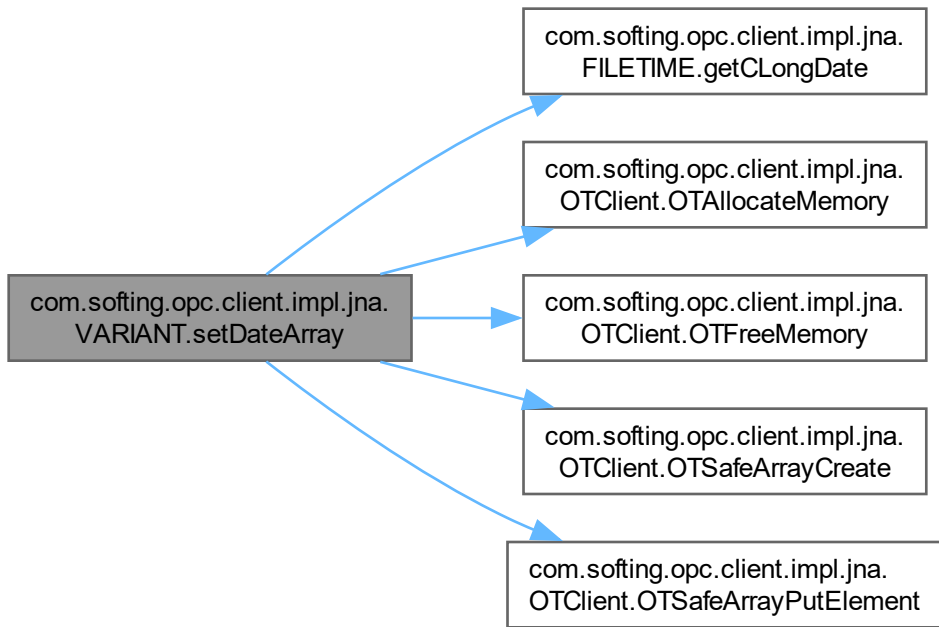 com.softing.opc.client.impl.jna.
FILETIME.getCLongDate
com.softing.opc.client.impl.jna.
OTClient.OTAllocateMemory
com.softing.opc.client.impl.jna.
VARIANT.setDateArray
com.softing.opc.client.impl.jna.
OTClient.OTFreeMemory
com.softing.opc.client.impl.jna.
OTClient.OTSafeArrayCreate
com.softing.opc.client.impl.jna.
OTClient.OTSafeArrayPutElement